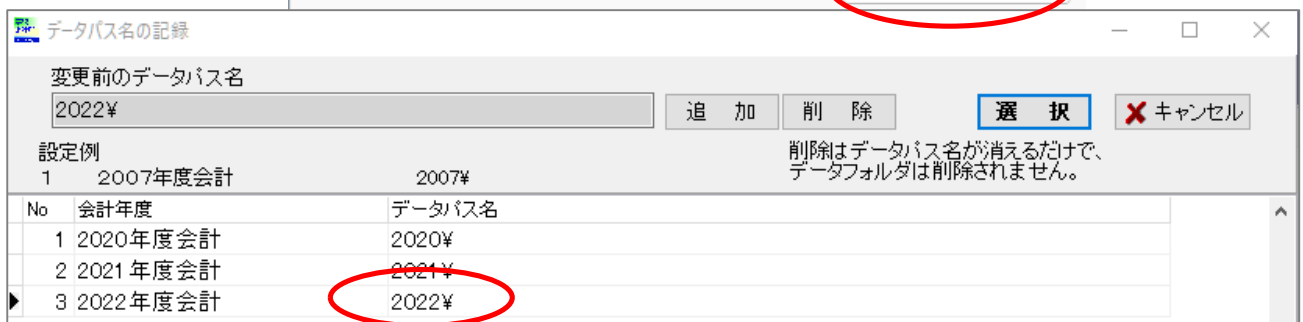 データパス名の記録
変更前のデータパス名
2022¥
追 加
削 除
選 択
キャンセル
設定例
1 2007年度会計 2007¥
削除はデータパス名が消えるだけで、
データフォルダは削除されません。
No 会計年度 データパス名
1 2020年度会計 2020¥
2 2021年度会計 2021¥
3 2022年度会計 2022¥